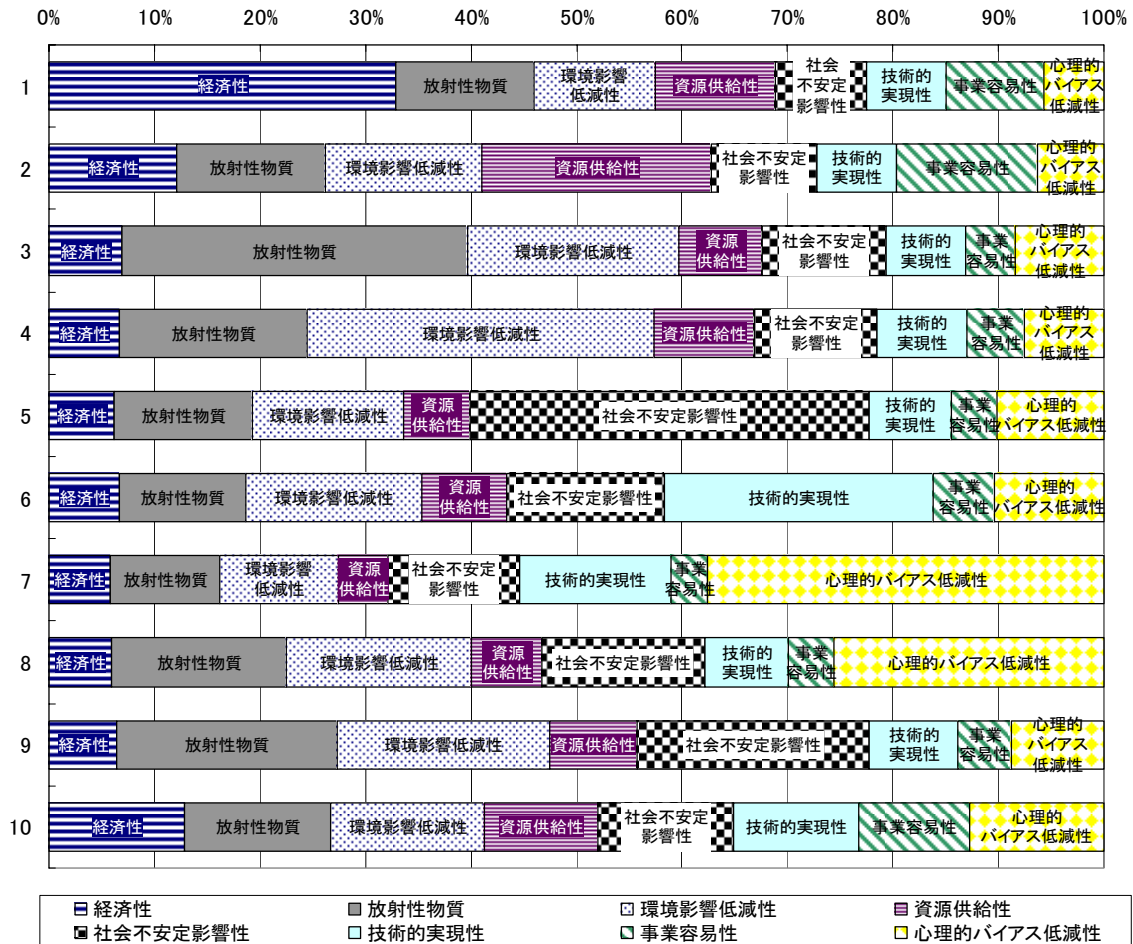 0% 10% 20% 30% 40% 50% 60% 70% 80% 90% 100%
1
経済性
放射性物質
環境影響
低減性
資源供給性
社会
不安定
影響性
技術的
実現性
事業容易性
心理的
バイアス
低減性
2
経済性
放射性物質
環境影響低減性
資源供給性
社会不安定
影響性
技術的
実現性
事業容易性
心理的
バイアス
低減性
3
経済性
放射性物質
環境影響低減性
資源
供給性
社会不安定
影響性
技術的
実現性
事業
容易性
心理的
バイアス
低減性
4
経済性
放射性物質
環境影響低減性
資源供給性
社会不安定
影響性
技術的
実現性
事業
容易性
心理的
バイアス
低減性
5
経済性
放射性物質
環境影響低減性
資源
供給性
社会不安定影響性
技術的
実現性
事業
容易性
心理的
バイアス低減性
6
経済性
放射性物質
環境影響低減性
資源
供給性
社会不安定影響性
技術的実現性
事業
容易性
心理的
バイアス低減性
7
経済性
放射性物質
環境影響
低減性
資源
供給性
社会不安定
影響性
技術的実現性
事業
容易性
心理的バイアス低減性
8
経済性
放射性物質
環境影響低減性
資源
供給性
社会不安定影響性
技術的
実現性
事業
容易性
心理的バイアス低減性
9
経済性
放射性物質
環境影響低減性
資源供給性
社会不安定影響性
技術的
実現性
事業
容易性
心理的
バイアス
低減性
10
経済性
放射性物質
環境影響低減性
資源供給性
社会不安定
影響性
技術的実現性
事業容易性
心理的
バイアス低減性
経済性 放射性物質 環境影響低減性 資源供給性
社会不安定影響性 技術的実現性 事業容易性 心理的バイアス低減性